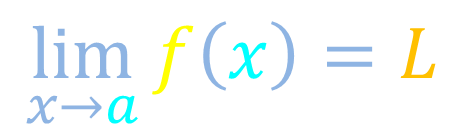 lim f(x) = L
x→a